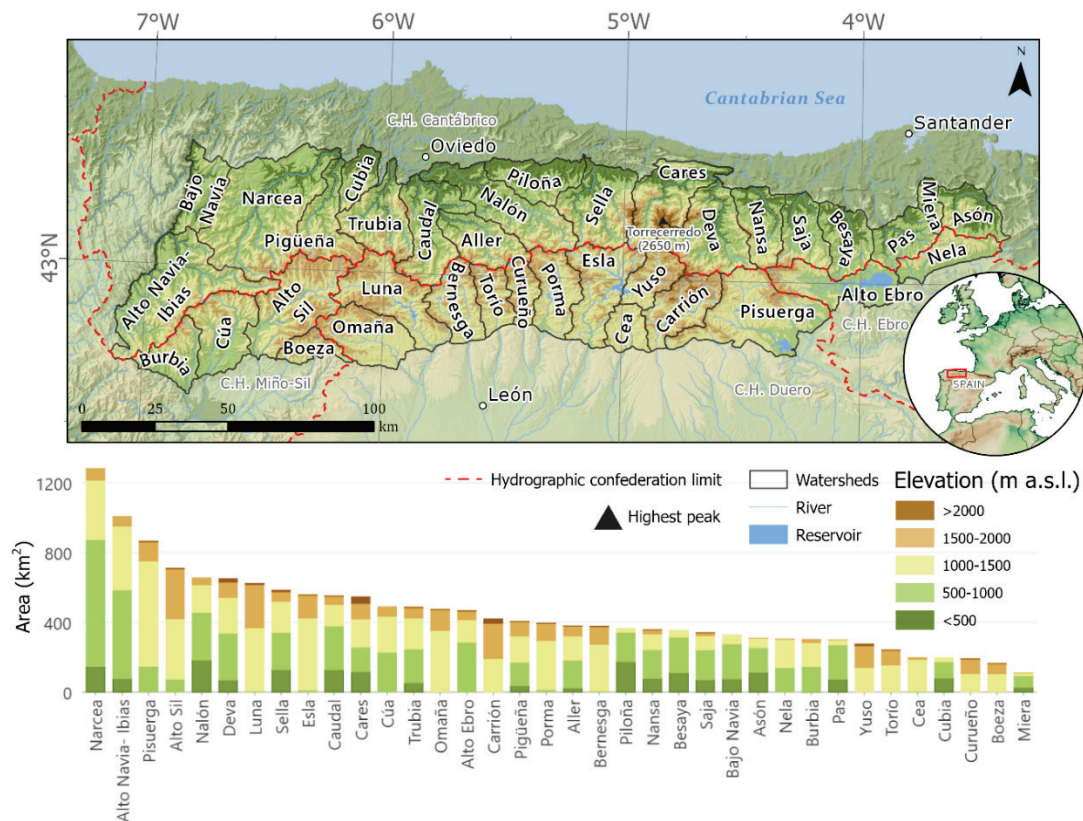 7°W
6°W
5°W
4°W
N
Cantabrian Sea
C.H. Cantábrico
Santander
Oviedo
43°N
Bajo
Navia
Narcea
Cubia
Trubia
Caudal
Piloña
Nalón
Sella
Cares
Deva
Nansa
Saja
Besaya
Pas
Miera
Asón
Nela
Torrecerredo
(2650 m)
Pigüeña
Aller
Alto Navia-
Ibias
Alto
Sil
Luna
Bernesga
Torío
Curueño
Porma
Esla
Yuso
Cea
Carrión
Pisuerga
Alto Ebro
Burbia
Cúa
Boeza
Omaña
C.H. Ebro
C.H. Miño-Sil
C.H. Duero
León
SPAIN
0 25 50 100
km
Hydrographic confederation limit
Highest peak
Watersheds
River
Reservoir
Elevation (m a.s.l.)
>2000
1500-2000
1000-1500
500-1000
<500
Area (km²)
1200
800
400
0
Narcea
Alto Navia- Ibias
Pisuerga
Alto Sil
Nalón
Deva
Luna
Sella
Esla
Caudal
Cares
Cúa
Trubia
Omaña
Alto Ebro
Carrión
Pigüeña
Porma
Aller
Bernesga
Piloña
Nansa
Besaya
Saja
Bajo Navia
Asón
Nela
Burbia
Pas
Yuso
Torío
Cea
Cubia
Curueño
Boeza
Miera